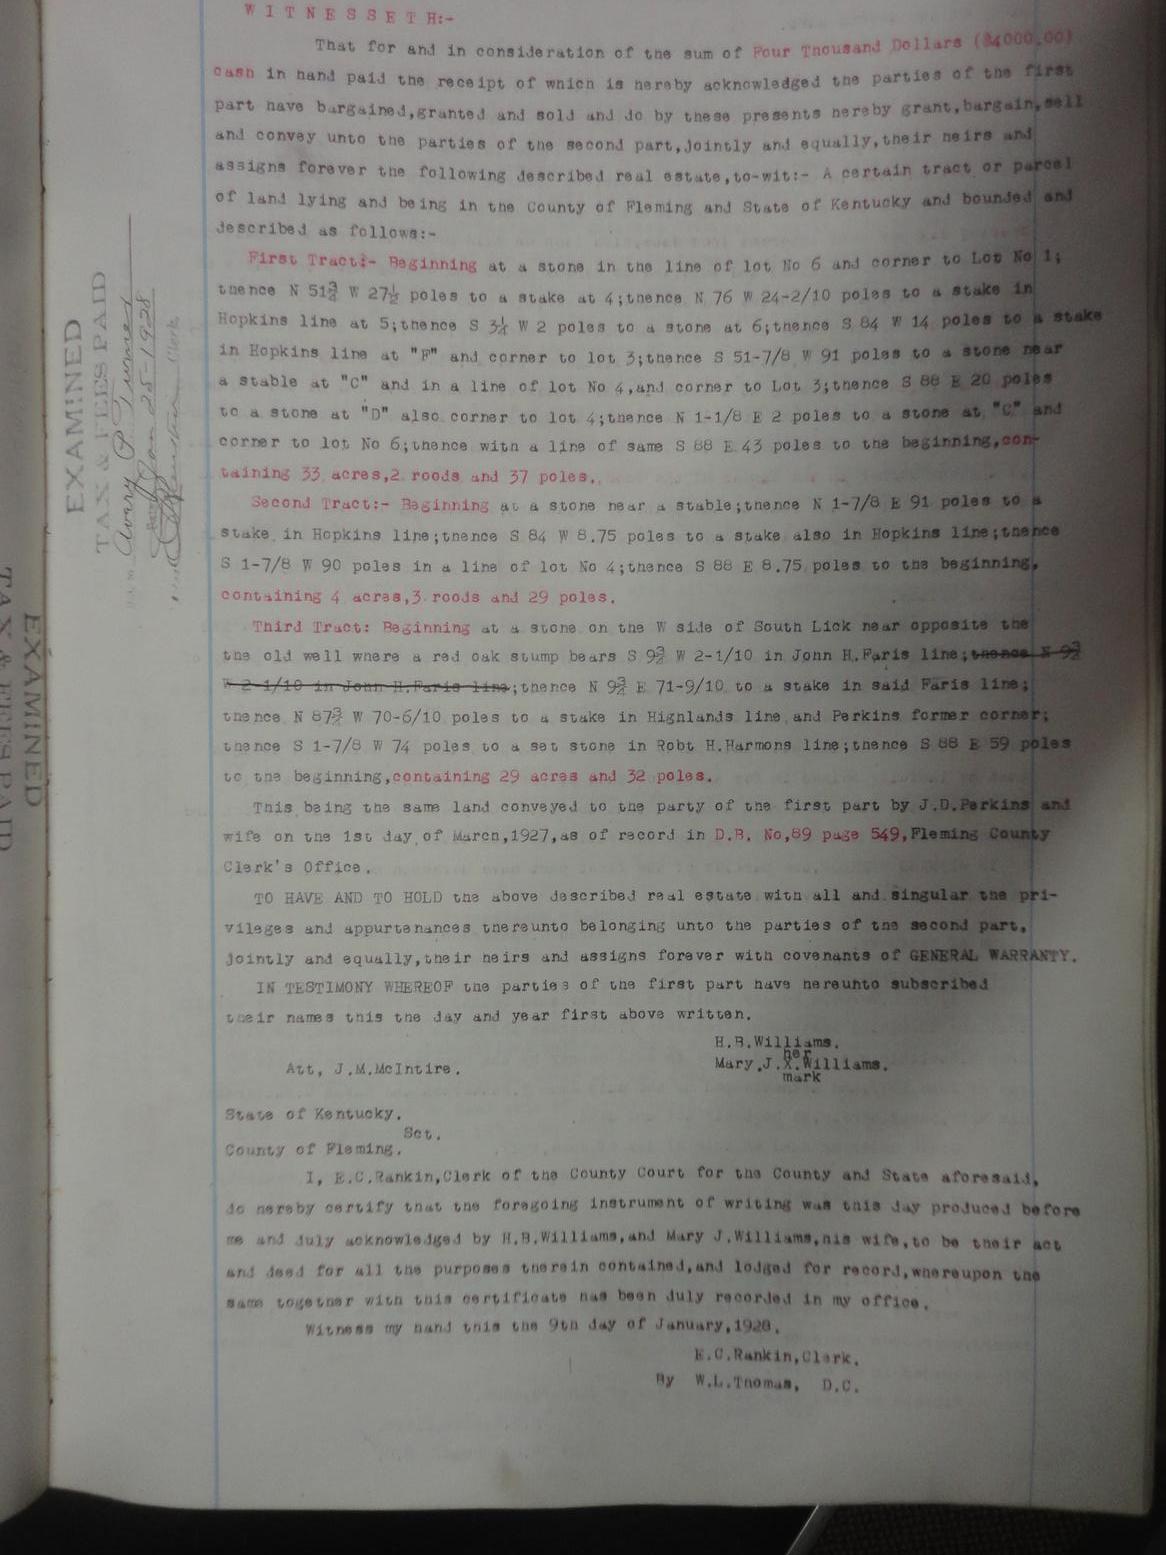 WITNESSETH:-
That for and in consideration of the sum of Four Thousand Dollars ($4000.00)
cash in hand paid the receipt of which is hereby acknowledged the parties of the first
part have bargained,granted and sold and do by these presents hereby grant,bargain,sell
and convey unto the parties of the second part,jointly and equally,their heirs and
assigns forever the following described real estate,to-wit:- A certain tract or parcel
of land lying and being in the County of Fleming and State of Kentucky and bounded and
described as follows:-
First Tract:- Beginning at a stone in the line of lot No 6 and corner to Lot No 1;
thence N 51¾ W 27½ poles to a stake at 4;thence N 76 W 24-2/10 poles to a stake in
Hopkins line at 5;thence S 3¼ W 2 poles to a stone at 6;thence S 84 W 14 poles to a stake
in Hopkins line at "F" and corner to lot 3;thence S 51-7/8 W 91 poles to a stone near
a stable at "C" and in a line of lot No 4,and corner to Lot 3;thence S 88 E 20 poles
to a stone at "D" also corner to lot 4;thence N 1-1/8 E 2 poles to a stone at "C" and
corner to lot No 6;thence with a line of same S 88 E 43 poles to the beginning,con-
taining 33 acres,2 roods and 37 poles.
Second Tract:- Beginning at a stone near a stable;thence N 1-7/8 E 91 poles to a
stake in Hopkins line;thence S 84 W 8.75 poles to a stake also in Hopkins line;thence
S 1-7/8 W 90 poles in a line of lot No 4;thence S 88 E 8.75 poles to the beginning,
containing 4 acres,3 roods and 29 poles.
Third Tract: Beginning at a stone on the W side of South Lick near opposite the
the old well where a red oak stump bears S 9¾ W 2-1/10 in John H.Faris line;thence N 9¾
W 2-1/10 in John H.Faris line;thence N 9¾ E 71-9/10 to a stake in said Faris line;
thence N 87¾ W 70-6/10 poles to a stake in Highlands line and Perkins former corner;
thence S 1-7/8 W 74 poles to a set stone in Robt H.Harmons line;thence S 88 E 59 poles
to the beginning,containing 29 acres and 32 poles.
This being the same land conveyed to the party of the first part by J.D.Perkins and
wife on the 1st day of March,1927,as of record in D.B. No,89 page 549,Fleming County
Clerk's Office.
TO HAVE AND TO HOLD the above described real estate with all and singular the pri-
vileges and appurtenances thereunto belonging unto the parties of the second part,
jointly and equally,their heirs and assigns forever with covenants of GENERAL WARRANTY.
IN TESTIMONY WHEREOF the parties of the first part have hereunto subscribed
their names this the day and year first above written.
H.B.Williams.
her
Att, J.M.McIntire. Mary.J.X.Williams.
mark
State of Kentucky.
Sct.
County of Fleming.
I, E.C.Rankin,Clerk of the County Court for the County and State aforesaid,
do hereby certify that the foregoing instrument of writing was this day produced before
me and duly acknowledged by H.B.Williams,and Mary J.Williams,his wife,to be their act
and deed for all the purposes therein contained,and lodged for record,whereupon the
same together with this certificate has been duly recorded in my office.
Witness my hand this the 9th day of January,1928.
E.C.Rankin,Clerk.
By W.L.Thomas, D.C.
EXAMINED
TAX & FEES PAID
Avery P. Turner
Jan 25-1928
Clerk
EXAMINED
TAX & FEES PAID